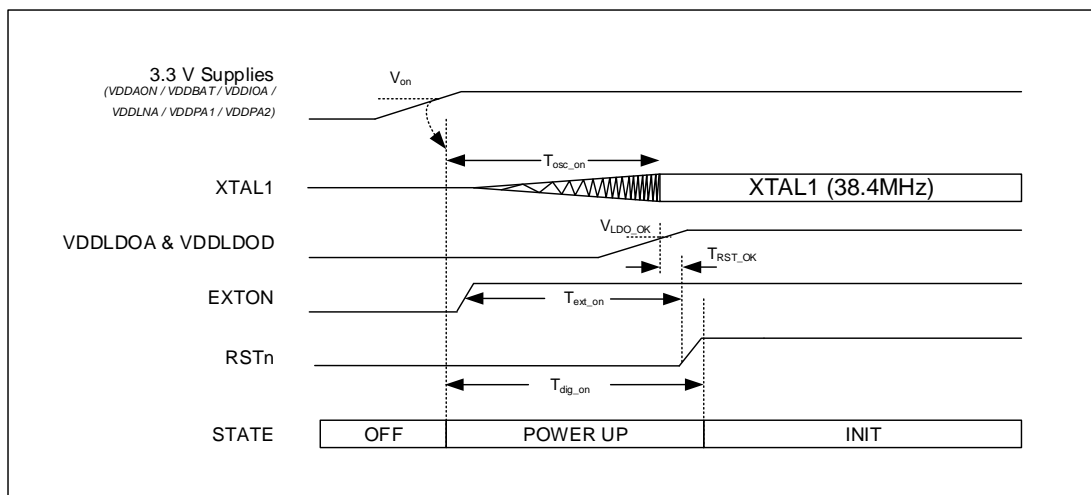 3.3 V Supplies
(VDDAON / VDDBAT / VDDIOA /
VDDLNA / VDDPA1 / VDDPA2)
Von
Tosc_on
XTAL1
XTAL1 (38.4MHz)
VLDO_OK
VDDLDOA & VDDLDOD
TRST_OK
EXTON
Text_on
RSTn
Tdig_on
STATE
OFF
POWER UP
INIT